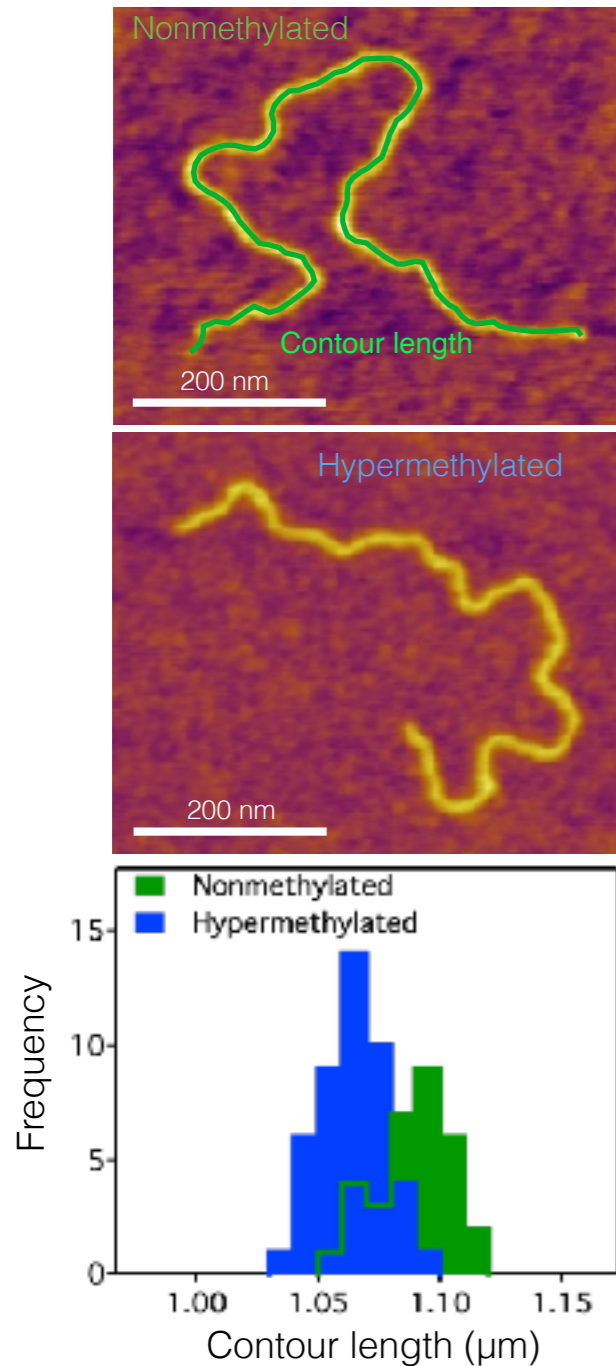 Nonmethylated
Contour length
200 nm
Hypermethylated
200 nm
Nonmethylated
Hypermethylated
15
10
5
0
Frequency
1.00 1.05 1.10 1.15
Contour length (μm)